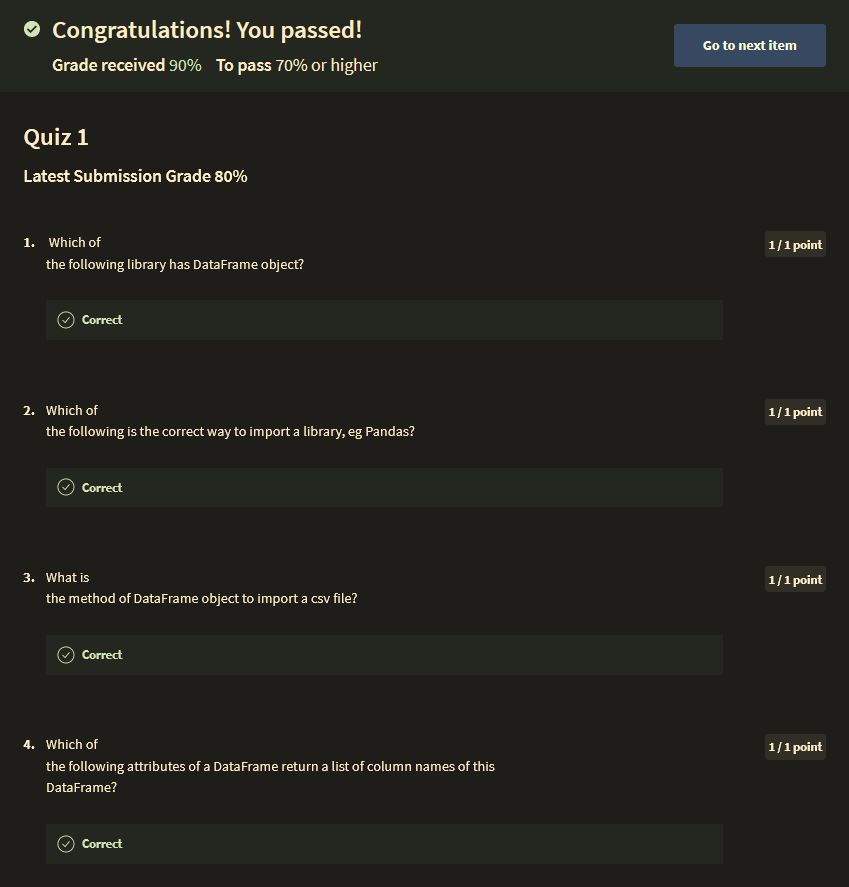 Congratulations! You passed!
Go to next item
Grade received 90% To pass 70% or higher
Quiz 1
Latest Submission Grade 80%
1. Which of
1 / 1 point
the following library has DataFrame object?
Correct
2. Which of
1 / 1 point
the following is the correct way to import a library, eg Pandas?
Correct
3. What is
1 / 1 point
the method of DataFrame object to import a csv file?
Correct
4. Which of
1 / 1 point
the following attributes of a DataFrame return a list of column names of this
DataFrame?
Correct